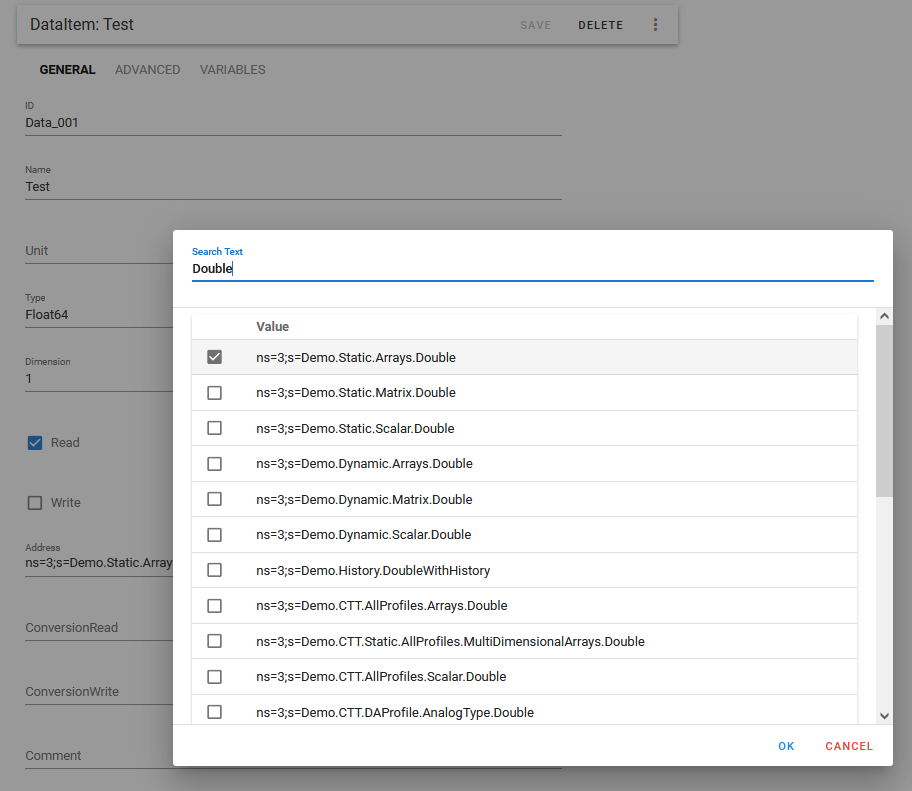 DataItem: Test
SAVE DELETE
GENERAL ADVANCED VARIABLES
ID
Data_001
Name
Test
Unit
Type
Float64
Dimension
1
Read
Write
Address
ns=3;s=Demo.Static.Array
ConversionRead
ConversionWrite
Comment
Search Text
Double
Value
ns=3;s=Demo.Static.Arrays.Double
ns=3;s=Demo.Static.Matrix.Double
ns=3;s=Demo.Static.Scalar.Double
ns=3;s=Demo.Dynamic.Arrays.Double
ns=3;s=Demo.Dynamic.Matrix.Double
ns=3;s=Demo.Dynamic.Scalar.Double
ns=3;s=Demo.History.DoubleWithHistory
ns=3;s=Demo.CTT.AllProfiles.Arrays.Double
ns=3;s=Demo.CTT.Static.AllProfiles.MultiDimensionalArrays.Double
ns=3;s=Demo.CTT.AllProfiles.Scalar.Double
ns=3;s=Demo.CTT.DAProfile.AnalogType.Double
OK CANCEL